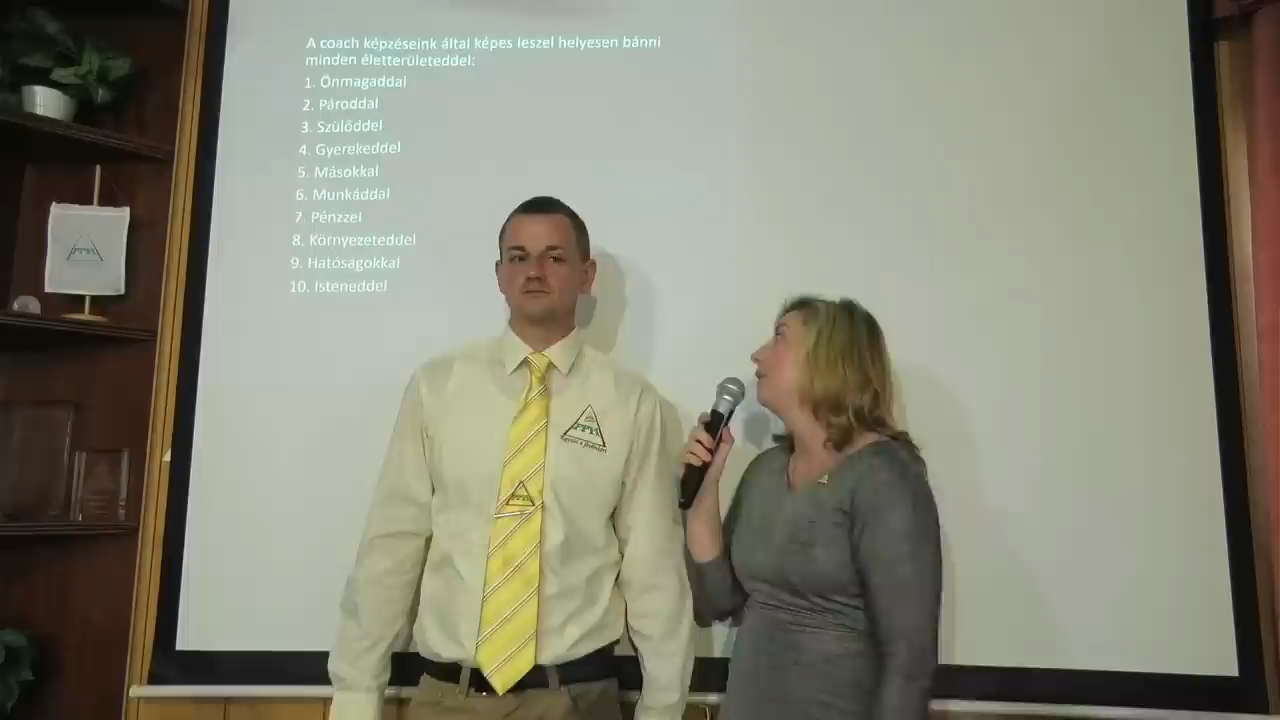 A coach képzéseink által képes leszel helyesen bánni
minden életterületeddel:
1. Önmagaddal
2. Pároddal
3. Szülőddel
4. Gyerekeddel
5. Másokkal
6. Munkáddal
7. Pénzzel
8. Környezeteddel
9. Hatóságokkal
10. Isteneddel